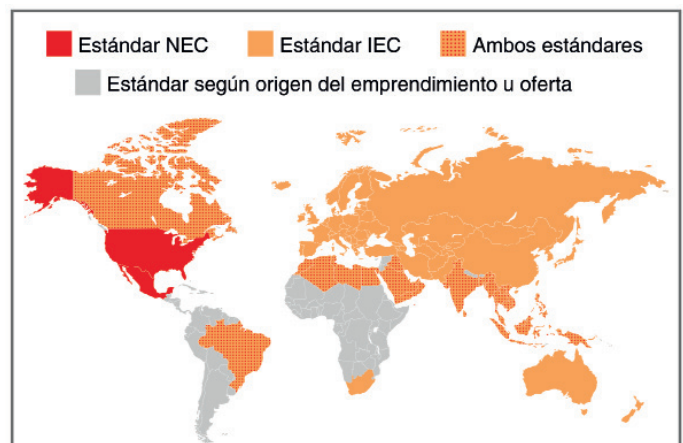 Estándar NEC Estándar IEC Ambos estándares
Estándar según origen del emprendimiento u oferta